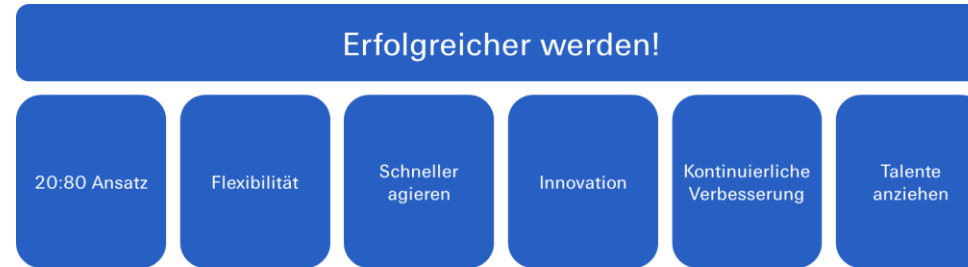 Erfolgreicher werden!
20:80 Ansatz
Flexibilität
Schneller
agieren
Innovation
Kontinuierliche
Verbesserung
Talente
anziehen